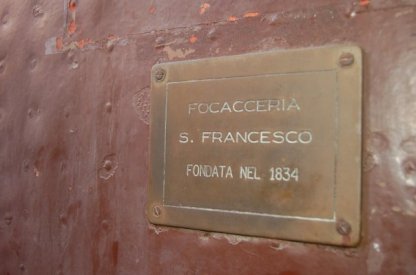 FOCACCERIA
S. FRANCESCO
FONDATA NEL 1834